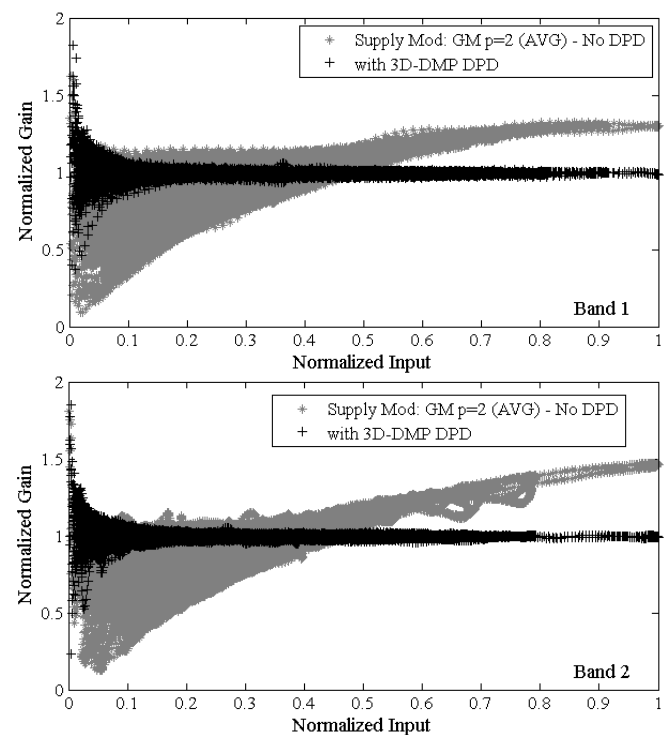 2
1.5
1
0.5
0
Normalized Gain
Supply Mod: GM p=2 (AVG) - No DPD
with 3D-DMP DPD
Band 1
0 0.1 0.2 0.3 0.4 0.5 0.6 0.7 0.8 0.9 1
Normalized Input
2
1.5
1
0.5
0
Normalized Gain
Supply Mod: GM p=2 (AVG) - No DPD
with 3D-DMP DPD
Band 2
0 0.1 0.2 0.3 0.4 0.5 0.6 0.7 0.8 0.9 1
Normalized Input